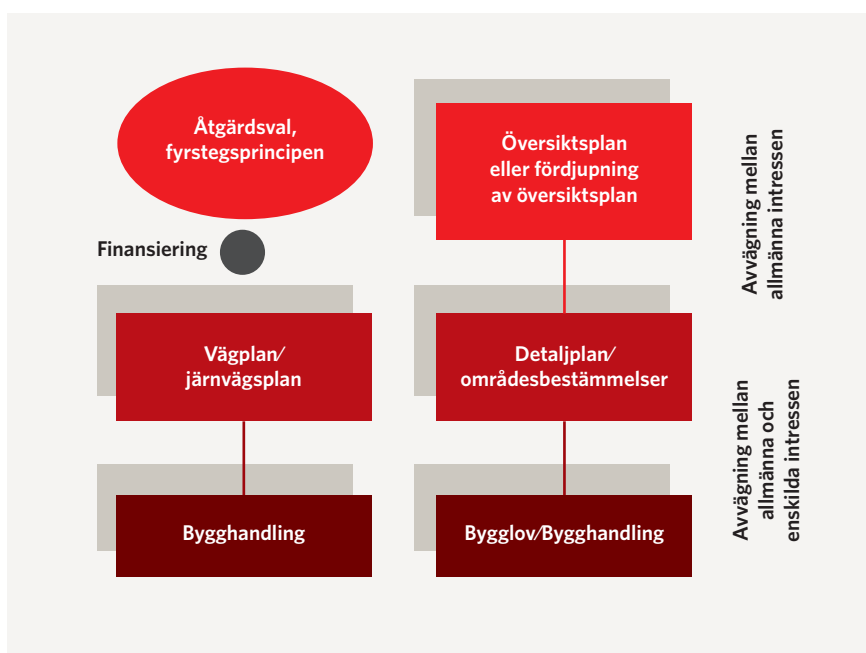 Åtgärdsval,
fyrstegsprincipen
Finansiering
Vägplan/
järnvägsplan
Bygghandling
Översiktsplan
eller fördjupning
av översiktsplan
Detaljplan/
områdesbestämmelser
Bygglov/Bygghandling
Avvägning mellan
allmänna intressen
Avvägning mellan
allmänna och
enskilda intressen